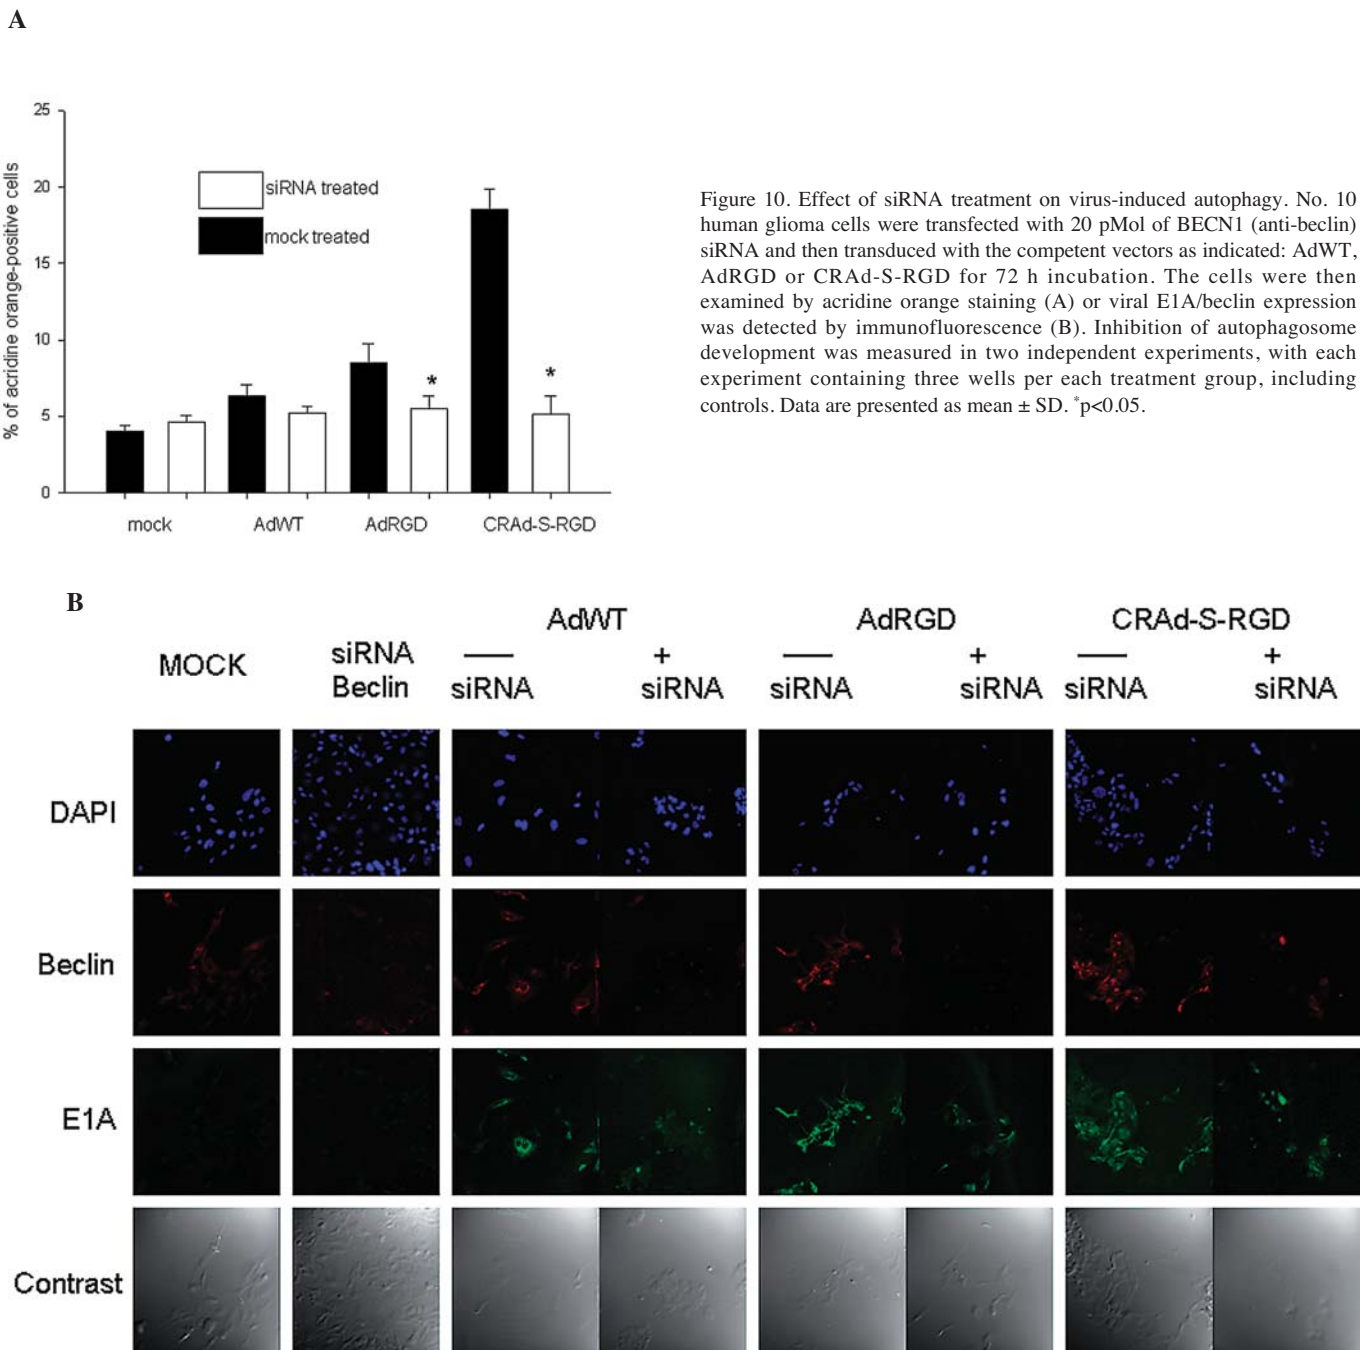 A
25
20
15
10
5
0
% of acridine orange-positive cells
siRNA treated
mock treated
*
*
mock AdWT AdRGD CRAd-S-RGD
Figure 10. Effect of siRNA treatment on virus-induced autophagy. No. 10
human glioma cells were transfected with 20 pMol of BECN1 (anti-beclin)
siRNA and then transduced with the competent vectors as indicated: AdWT,
AdRGD or CRAd-S-RGD for 72 h incubation. The cells were then
examined by acridine orange staining (A) or viral E1A/beclin expression
was detected by immunofluorescence (B). Inhibition of autophagosome
development was measured in two independent experiments, with each
experiment containing three wells per each treatment group, including
controls. Data are presented as mean ± SD. *p<0.05.
B
AdWT AdRGD CRAd-S-RGD
MOCK siRNA — + — + — +
Beclin siRNA siRNA siRNA siRNA siRNA siRNA
DAPI
Beclin
E1A
Contrast